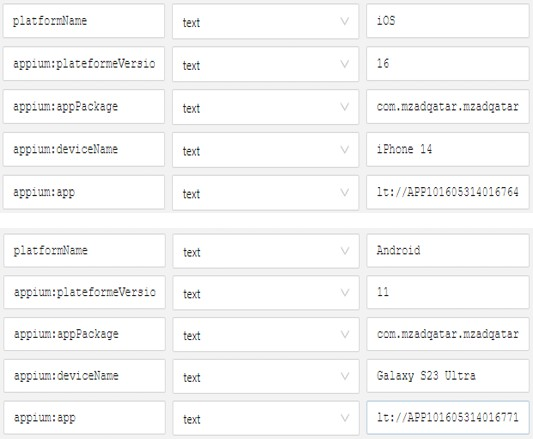 platformName text iOS
appium:plateformeVersio text 16
appium:appPackage text com.mzadqatar.mzadqatar
appium:deviceName text iPhone 14
appium:app text lt://APP101605314016764
platformName text Android
appium:plateformeVersio text 11
appium:appPackage text com.mzadqatar.mzadqatar
appium:deviceName text Galaxy S23 Ultra
appium:app text lt://APP101605314016771